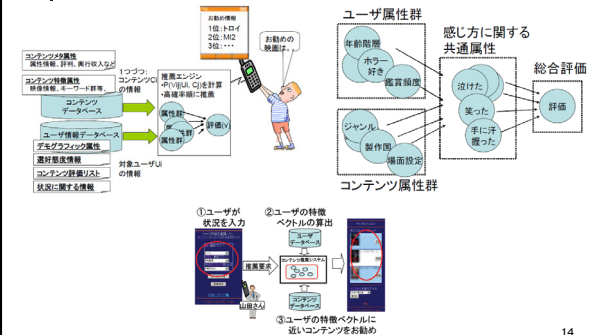 お勧め情報
1位:トロイ
2位:MI2
3位:・・・
お勧めの
映画は。
コンテンツメタ属性
属性情報、評判、興行収入など
コンテンツ特徴属性
映像情報、キーワード群等、
コンテンツ
データベース
ユーザ情報データベース
デモグラフィック属性
選好態度情報
コンテンツ評価リスト
状況に関する情報
1つづつ:コンテンツCi
の情報
対象ユーザUi
の情報
推薦エンジン
・P(Vij|Ui, Cj)を計算
・高確率順に推薦
属性群
属性群
評価(v)
ユーザ属性群
年齢階層
ホラー
好き
鑑賞頻度
ジャンル
製作国
場面設定
コンテンツ属性群
感じ方に関する
共通属性
泣けた
笑った
手に汗
握った
総合評価
評価
①ユーザが
状況を入力
推薦要求
山田さん
②ユーザの特徴
ベクトルの算出
ユーザ
データベース
コンテンツ推薦システム
コンテンツ
データベース
③ユーザの特徴ベクトルに
近いコンテンツをお勧め
14